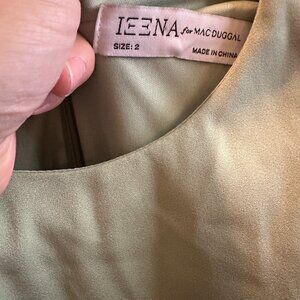 IEENA for MAC DUGGAL
SIZE: 2 MADE IN CHINA